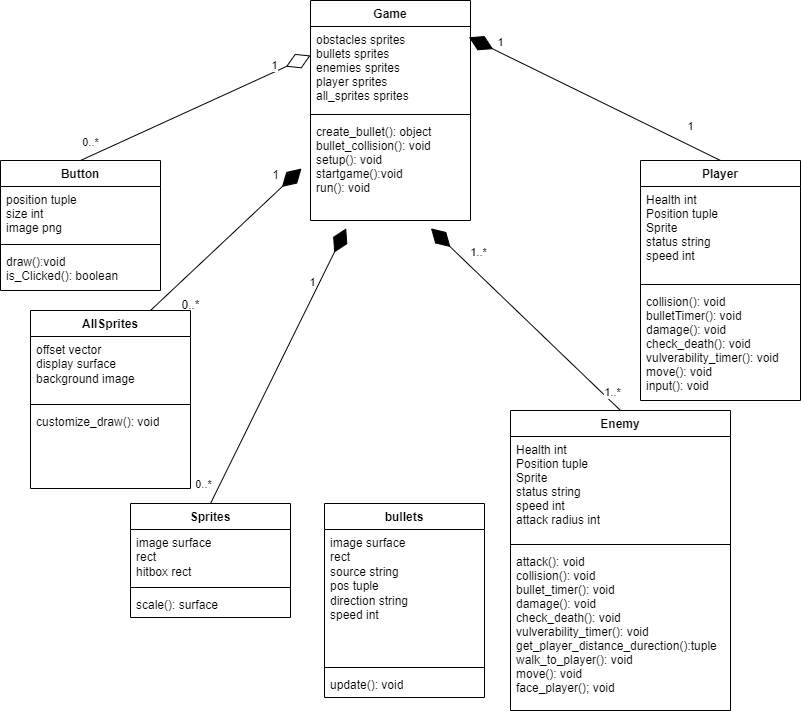 Game
obstacles sprites
bullets sprites
enemies sprites
player sprites
all_sprites sprites
create_bullet(): object
bullet_collision(): void
setup(): void
startgame():void
run(): void
1
0..*
1
0..*
1
0..*
1..*
1..*
1
1
Button
position tuple
size int
image png
draw():void
is_Clicked(): boolean
Player
Health int
Position tuple
Sprite
status string
speed int
collision(): void
bulletTimer(): void
damage(): void
check_death(): void
vulverability_timer(): void
move(): void
input(): void
AllSprites
offset vector
display surface
background image
customize_draw(): void
Enemy
Health int
Position tuple
Sprite
status string
speed int
attack radius int
attack(): void
collision(): void
bullet_timer(): void
damage(): void
check_death(): void
vulverability_timer(): void
get_player_distance_durection():tuple
walk_to_player(): void
move(): void
face_player(); void
Sprites
image surface
rect
hitbox rect
scale(): surface
bullets
image surface
rect
source string
pos tuple
direction string
speed int
update(): void